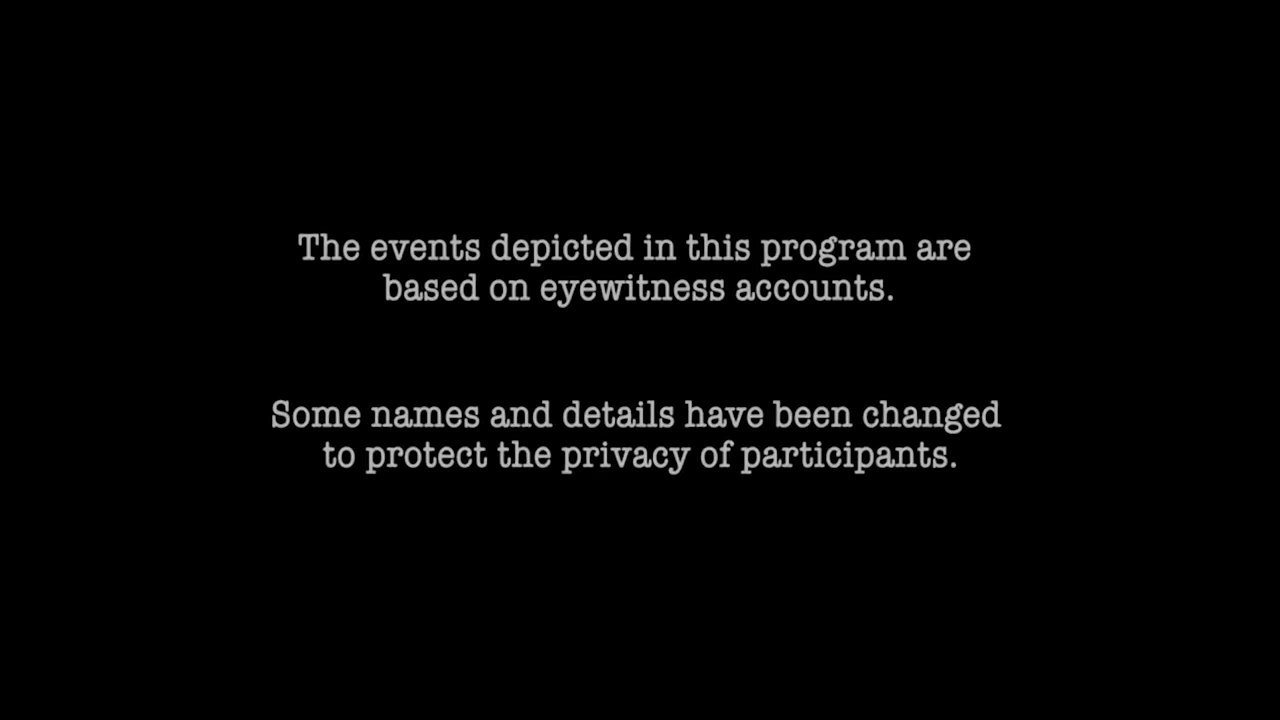 The events depicted in this program are
based on eyewitness accounts.
Some names and details have been changed
to protect the privacy of participants.